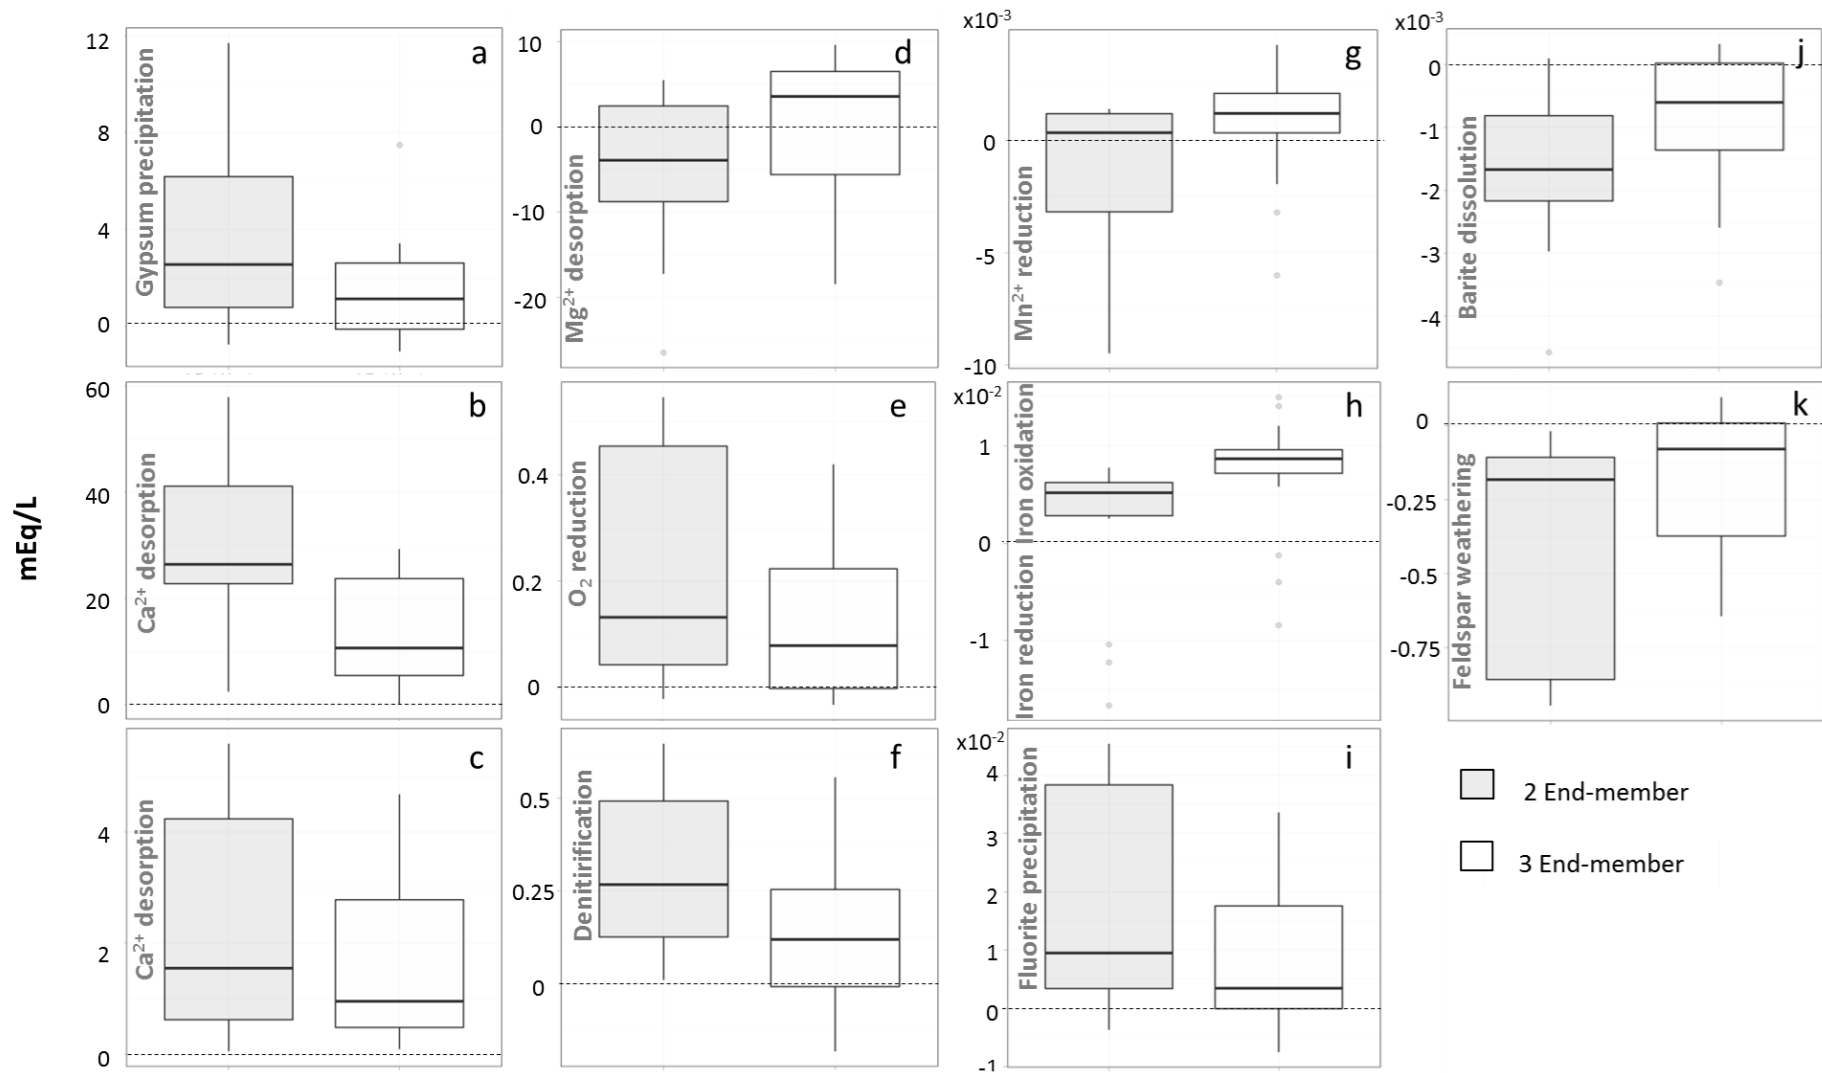 mEq/L
a
Gypsum precipitation
12
8
4
0
b
Ca²⁺ desorption
60
40
20
0
c
Ca²⁺ desorption
4
2
0
d
Mg²⁺ desorption
10
0
-10
-20
e
O₂ reduction
0.4
0.2
0
f
Denitirification
0.5
0.25
0
x10⁻³
g
Mn²⁺ reduction
0
-5
-10
x10⁻²
h
Iron reduction Iron oxidation
1
0
-1
x10⁻²
i
Fluorite precipitation
4
3
2
1
0
-1
x10⁻³
j
Barite dissolution
0
-1
-2
-3
-4
k
Feldspar weathering
0
-0.25
-0.5
-0.75
2 End-member
3 End-member